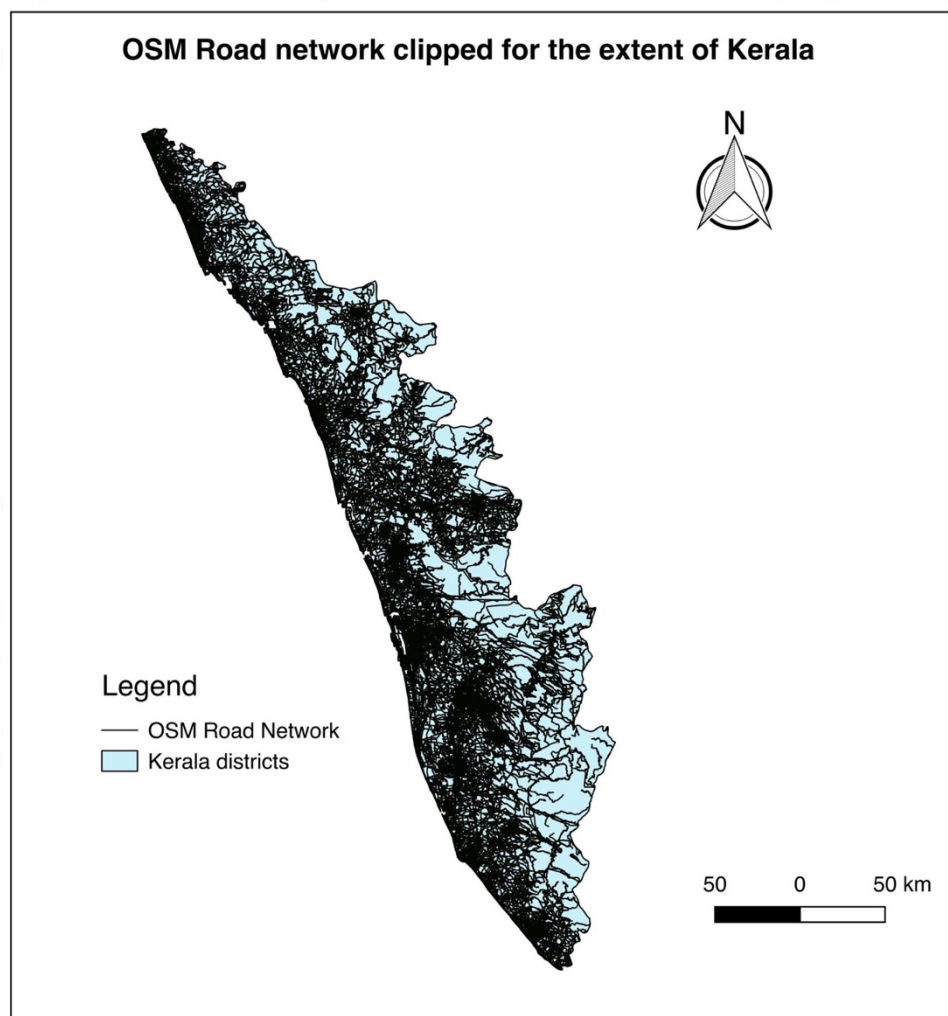 OSM Road network clipped for the extent of Kerala
N
Legend
OSM Road Network
Kerala districts
50 0 50 km